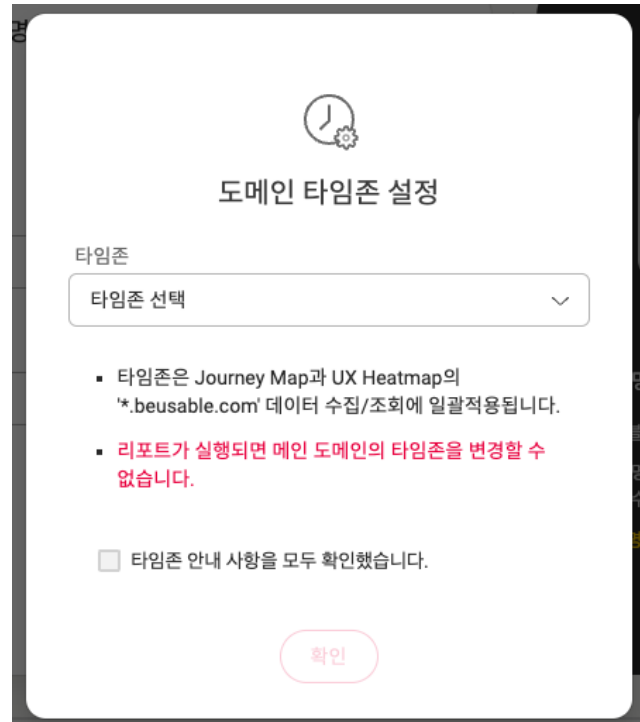 명
도메인 타임존 설정
타임존
타임존 선택
▪ 타임존은 Journey Map과 UX Heatmap의
'*.beusable.com' 데이터 수집/조회에 일괄적용됩니다.
▪ 리포트가 실행되면 메인 도메인의 타임존을 변경할 수
없습니다.
타임존 안내 사항을 모두 확인했습니다.
확인